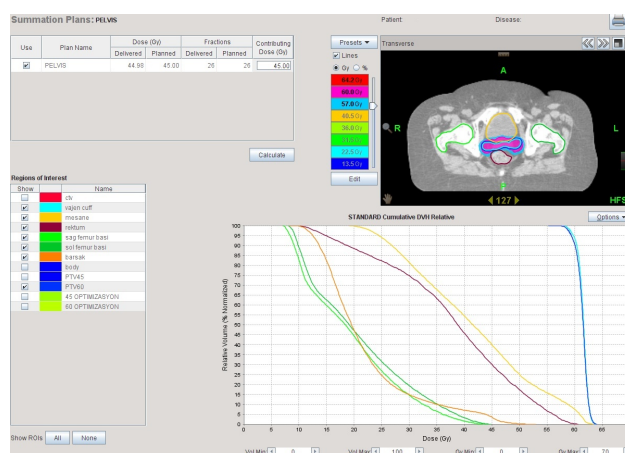 Summation Plans: PELVIS
Patient:
Disease:
Use
Plan Name
Dose (Gy)
Fractions
Contributing
Dose (Gy)
Delivered
Planned
Delivered
Planned
PELVIS
44.98
45.00
26
26
45.00
Calculate
Presets
Lines
Gy
%
64.2 Gy
60.0 Gy
57.0 Gy
40.5 Gy
22.5 Gy
13.5 Gy
Edit
Transverse
A
R
L
127
HFS
Regions of Interest
Show
Name
ctv
vajen cuff
mesane
rektum
sag femur basi
sol femur basi
barsak
body
PTV45
PTV60
45 OPTIMIZASYON
60 OPTIMIZASYON
Show ROIs
All
None
STANDARD Cumulative DVH Relative
Options
Relative Volume (% Normalized)
100
95
90
85
80
75
70
65
60
55
50
45
40
35
30
25
20
15
10
5
0
0 5 10 15 20 25 30 35 40 45 50 55 60 65
Dose (Gy)
Vol Min 0
Vol Max 100
Gy Min 0
Gy Max 70